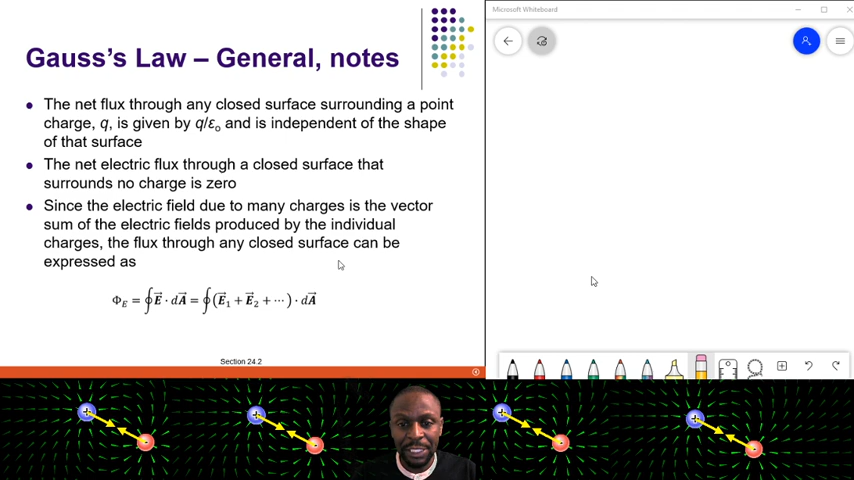 Microsoft Whiteboard
Gauss's Law – General, notes
The net flux through any closed surface surrounding a point
charge, q, is given by q/εo and is independent of the shape
of that surface
The net electric flux through a closed surface that
surrounds no charge is zero
Since the electric field due to many charges is the vector
sum of the electric fields produced by the individual
charges, the flux through any closed surface can be
expressed as
Φ_E = ∮ E⃗ · dA⃗ = ∮ (E⃗₁ + E⃗₂ + ⋯) · dA⃗
Section 24.2